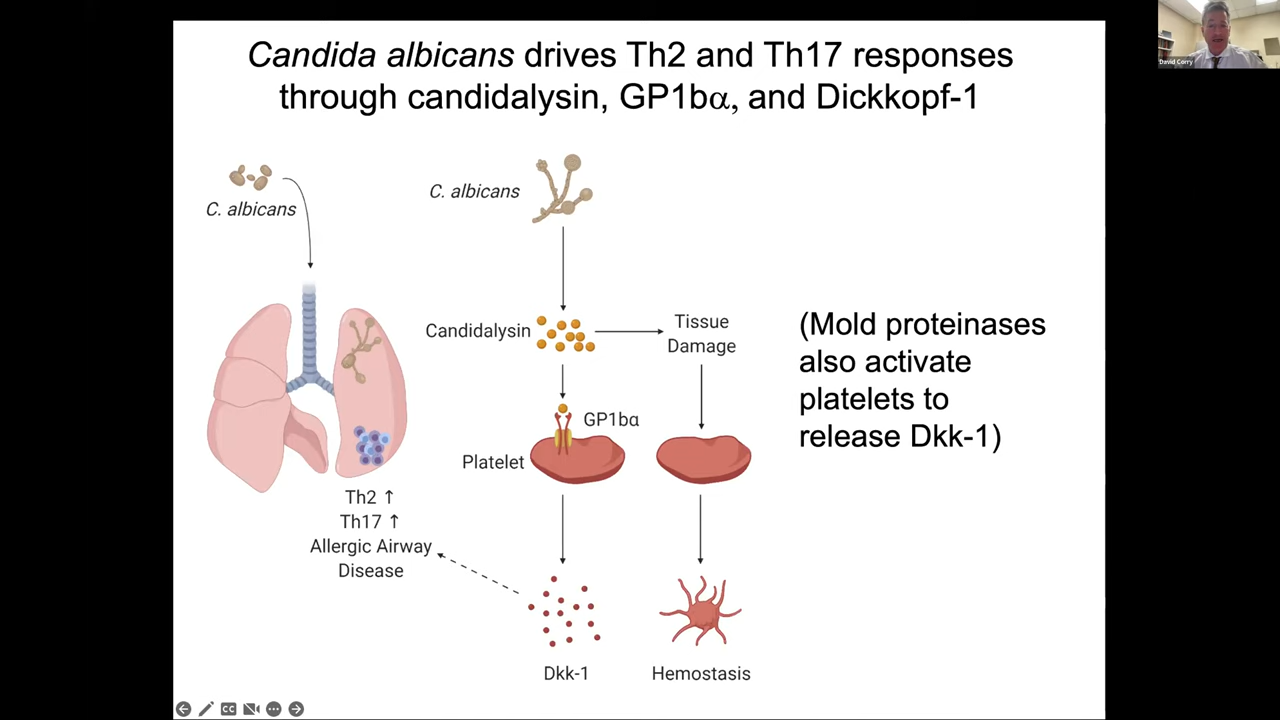 Candida albicans drives Th2 and Th17 responses
through candidalysin, GP1bα, and Dickkopf-1
David Corry
C. albicans
C. albicans
Candidalysin
Tissue
Damage
GP1bα
Platelet
(Mold proteinases
also activate
platelets to
release Dkk-1)
Th2 ↑
Th17 ↑
Allergic Airway
Disease
Dkk-1
Hemostasis
CC